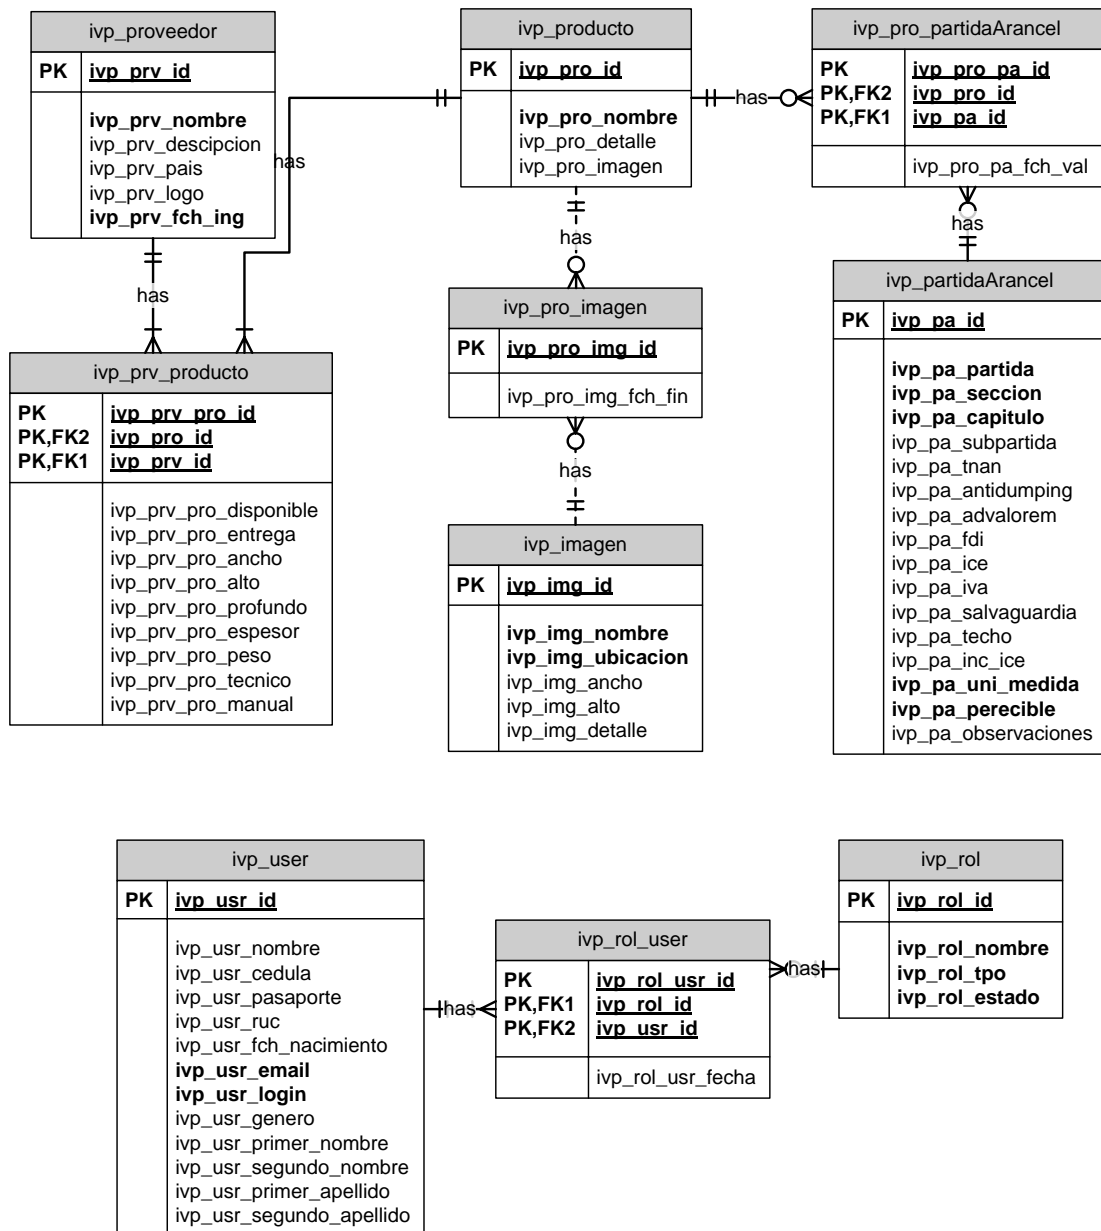 ivp_proveedor
PK ivp_prv_id
ivp_prv_nombre
ivp_prv_descipcion
ivp_prv_pais
ivp_prv_logo
ivp_prv_fch_ing
has
has
ivp_producto
PK ivp_pro_id
ivp_pro_nombre
ivp_pro_detalle
ivp_pro_imagen
has
has
ivp_pro_partidaArancel
PK ivp_pro_pa_id
PK,FK2 ivp_pro_id
PK,FK1 ivp_pa_id
ivp_pro_pa_fch_val
has
ivp_prv_producto
PK ivp_prv_pro_id
PK,FK2 ivp_pro_id
PK,FK1 ivp_prv_id
ivp_prv_pro_disponible
ivp_prv_pro_entrega
ivp_prv_pro_ancho
ivp_prv_pro_alto
ivp_prv_pro_profundo
ivp_prv_pro_espesor
ivp_prv_pro_peso
ivp_prv_pro_tecnico
ivp_prv_pro_manual
ivp_pro_imagen
PK ivp_pro_img_id
ivp_pro_img_fch_fin
has
ivp_imagen
PK ivp_img_id
ivp_img_nombre
ivp_img_ubicacion
ivp_img_ancho
ivp_img_alto
ivp_img_detalle
ivp_partidaArancel
PK ivp_pa_id
ivp_pa_partida
ivp_pa_seccion
ivp_pa_capitulo
ivp_pa_subpartida
ivp_pa_tnan
ivp_pa_antidumping
ivp_pa_advalorem
ivp_pa_fdi
ivp_pa_ice
ivp_pa_iva
ivp_pa_salvaguardia
ivp_pa_techo
ivp_pa_inc_ice
ivp_pa_uni_medida
ivp_pa_perecible
ivp_pa_observaciones
ivp_user
PK ivp_usr_id
ivp_usr_nombre
ivp_usr_cedula
ivp_usr_pasaporte
ivp_usr_ruc
ivp_usr_fch_nacimiento
ivp_usr_email
ivp_usr_login
ivp_usr_genero
ivp_usr_primer_nombre
ivp_usr_segundo_nombre
ivp_usr_primer_apellido
ivp_usr_segundo_apellido
has
ivp_rol_user
PK ivp_rol_usr_id
PK,FK1 ivp_rol_id
PK,FK2 ivp_usr_id
ivp_rol_usr_fecha
has
ivp_rol
PK ivp_rol_id
ivp_rol_nombre
ivp_rol_tpo
ivp_rol_estado